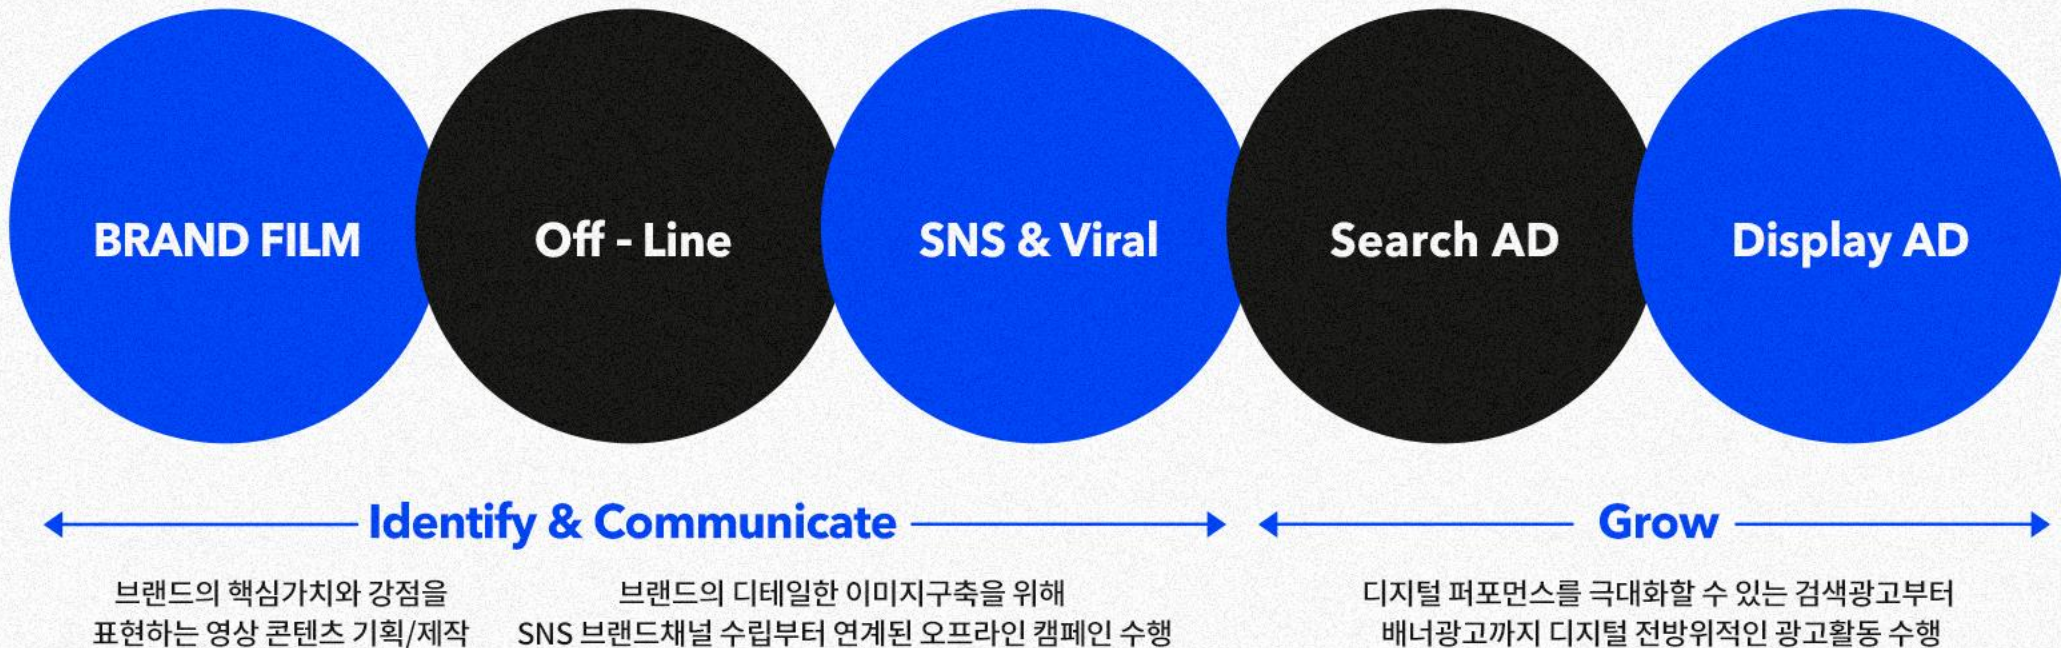 BRAND FILM
Off - Line
SNS & Viral
Search AD
Display AD
Identify & Communicate
Grow
브랜드의 핵심가치와 강점을
표현하는 영상 콘텐츠 기획/제작
브랜드의 디테일한 이미지구축을 위해
SNS 브랜드채널 수립부터 연계된 오프라인 캠페인 수행
디지털 퍼포먼스를 극대화할 수 있는 검색광고부터
배너광고까지 디지털 전방위적인 광고활동 수행